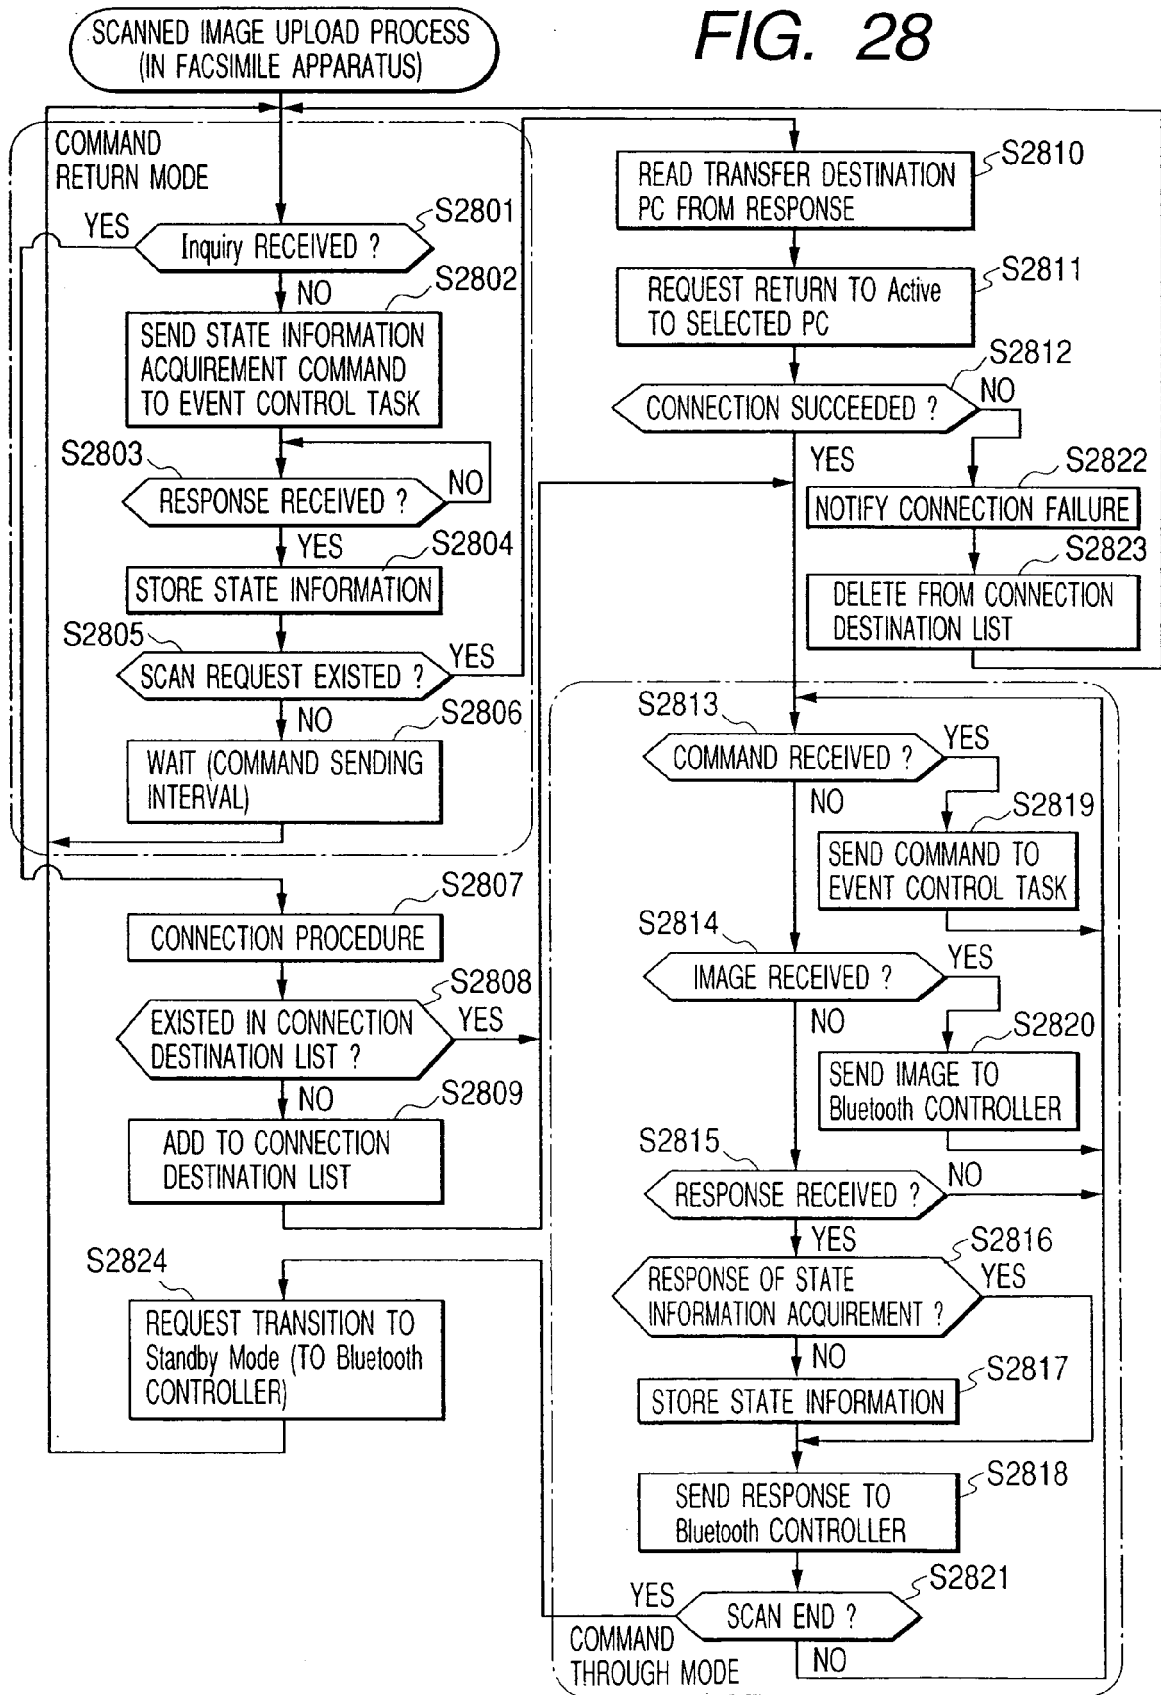 FIG. 28
SCANNED IMAGE UPLOAD PROCESS
(IN FACSIMILE APPARATUS)
COMMAND
RETURN MODE
YES
S2801
Inquiry RECEIVED ?
NO
S2802
SEND STATE INFORMATION
ACQUIREMENT COMMAND
TO EVENT CONTROL TASK
S2803
RESPONSE RECEIVED ?
NO
YES
S2804
STORE STATE INFORMATION
S2805
SCAN REQUEST EXISTED ?
YES
NO
S2806
WAIT (COMMAND SENDING
INTERVAL)
S2807
CONNECTION PROCEDURE
S2808
EXISTED IN CONNECTION
DESTINATION LIST ?
YES
NO
S2809
ADD TO CONNECTION
DESTINATION LIST
S2824
REQUEST TRANSITION TO
Standby Mode (TO Bluetooth
CONTROLLER)
S2810
READ TRANSFER DESTINATION
PC FROM RESPONSE
S2811
REQUEST RETURN TO Active
TO SELECTED PC
S2812
CONNECTION SUCCEEDED ?
NO
YES
S2822
NOTIFY CONNECTION FAILURE
S2823
DELETE FROM CONNECTION
DESTINATION LIST
S2813
COMMAND RECEIVED ?
YES
NO
S2819
SEND COMMAND TO
EVENT CONTROL TASK
S2814
IMAGE RECEIVED ?
YES
NO
S2820
SEND IMAGE TO
Bluetooth CONTROLLER
S2815
RESPONSE RECEIVED ?
NO
YES
S2816
RESPONSE OF STATE
INFORMATION ACQUIREMENT ?
YES
NO
S2817
STORE STATE INFORMATION
S2818
SEND RESPONSE TO
Bluetooth CONTROLLER
S2821
YES
SCAN END ?
NO
COMMAND
THROUGH MODE